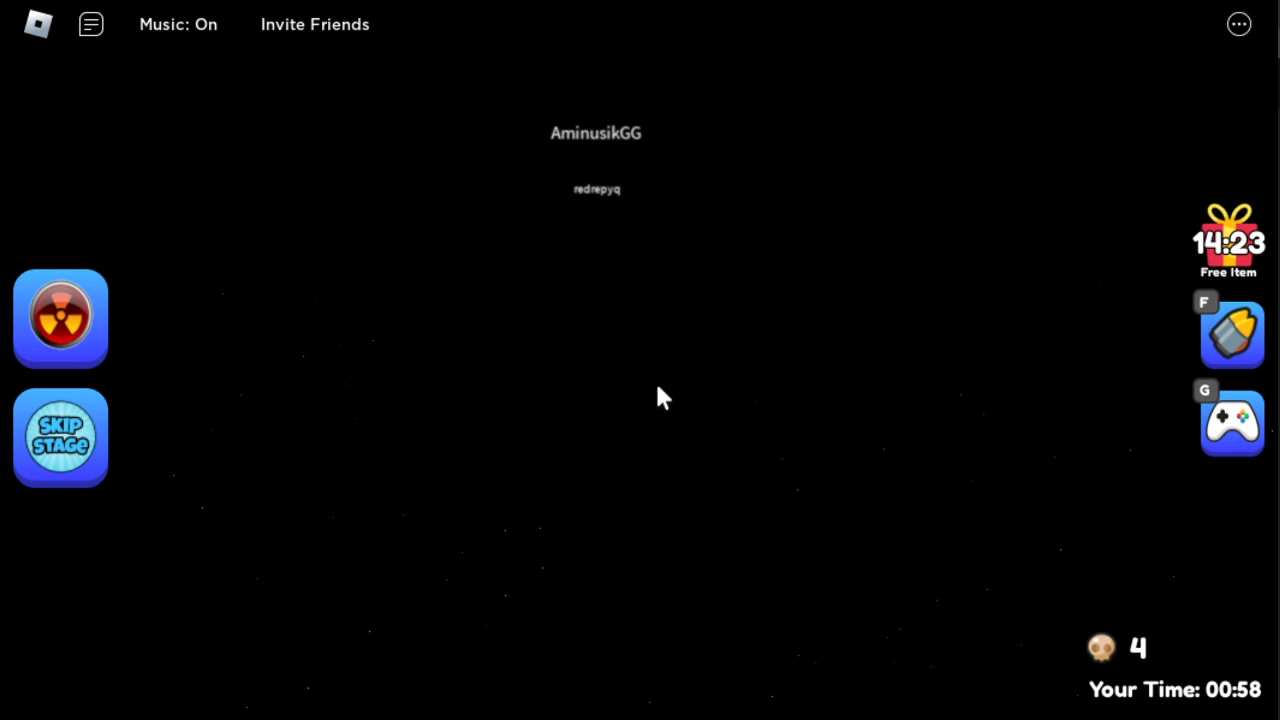 Music: On
Invite Friends
AminusikGG
redrepyq
14:23
Free Item
F
SKIP
STAGE
G
4
Your Time: 00:58